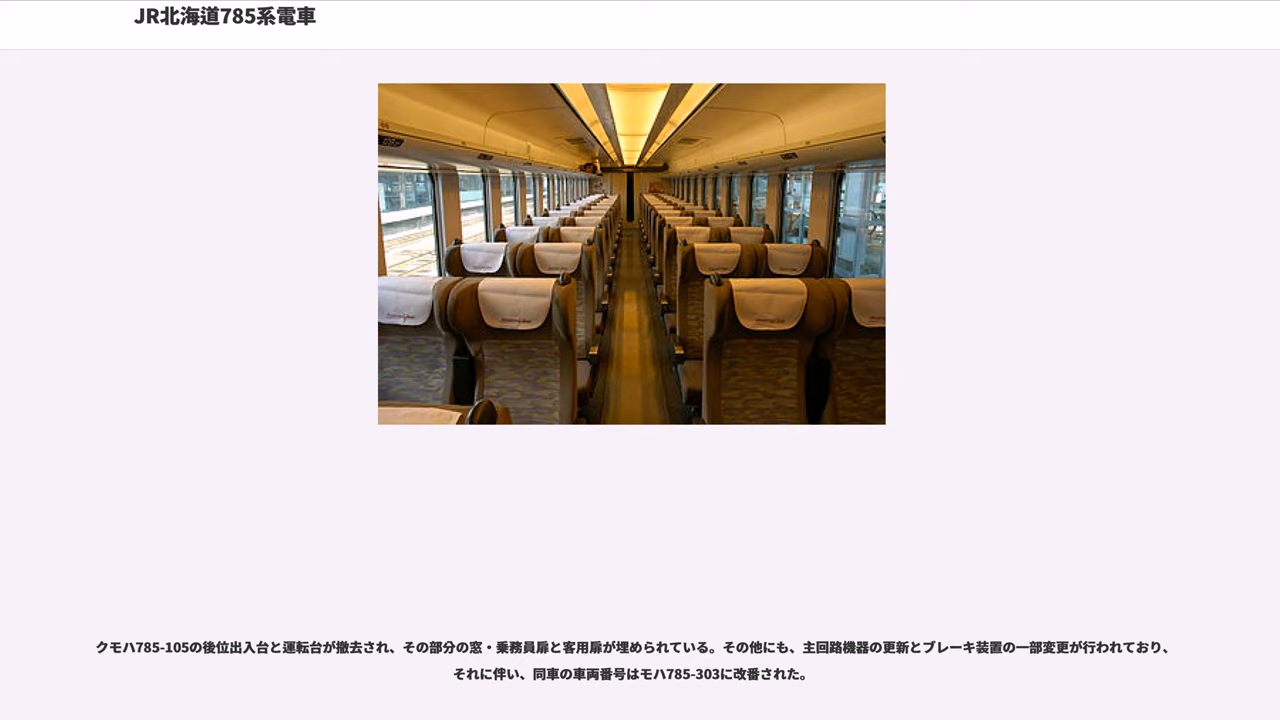 JR北海道785系電車
クモハ785-105の後位出入台と運転台が撤去され、その部分の窓・乗務員扉と客用扉が埋められている。その他にも、主回路機器の更新とブレーキ装置の一部変更が行われており、
それに伴い、同車の車両番号はモハ785-303に改番された。